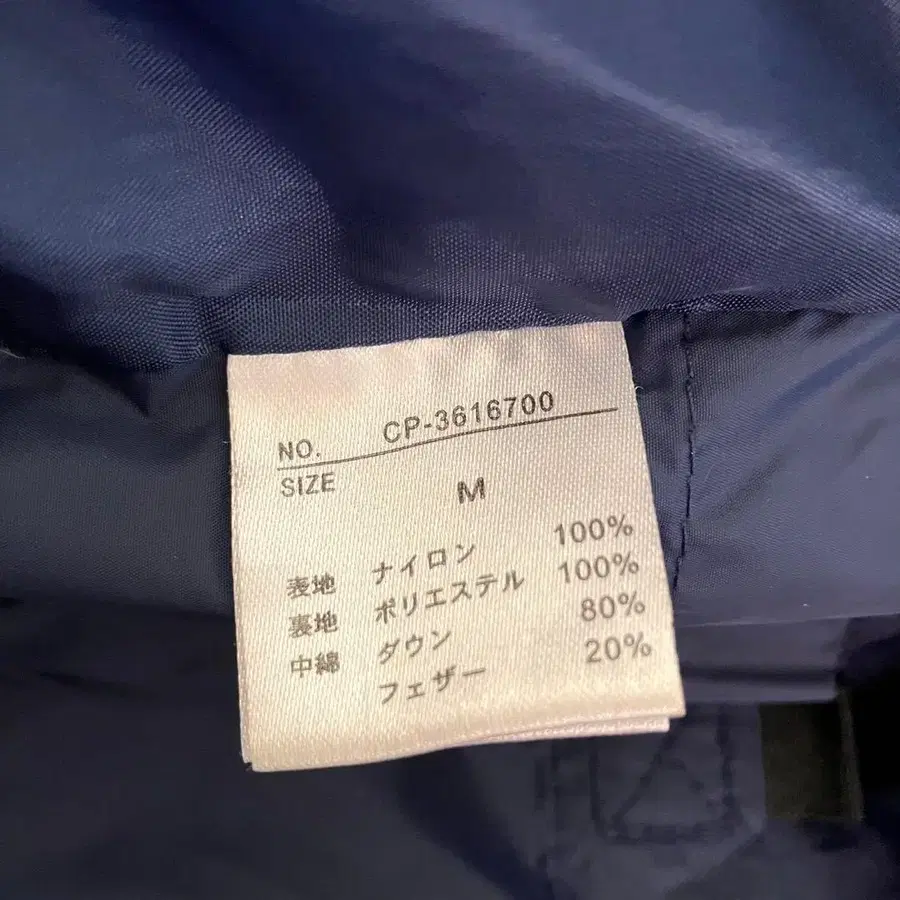 NO. CP-3616700
SIZE M
表地 ナイロン 100%
裏地 ポリエステル 100%
中綿 ダウン 80%
フェザー 20%